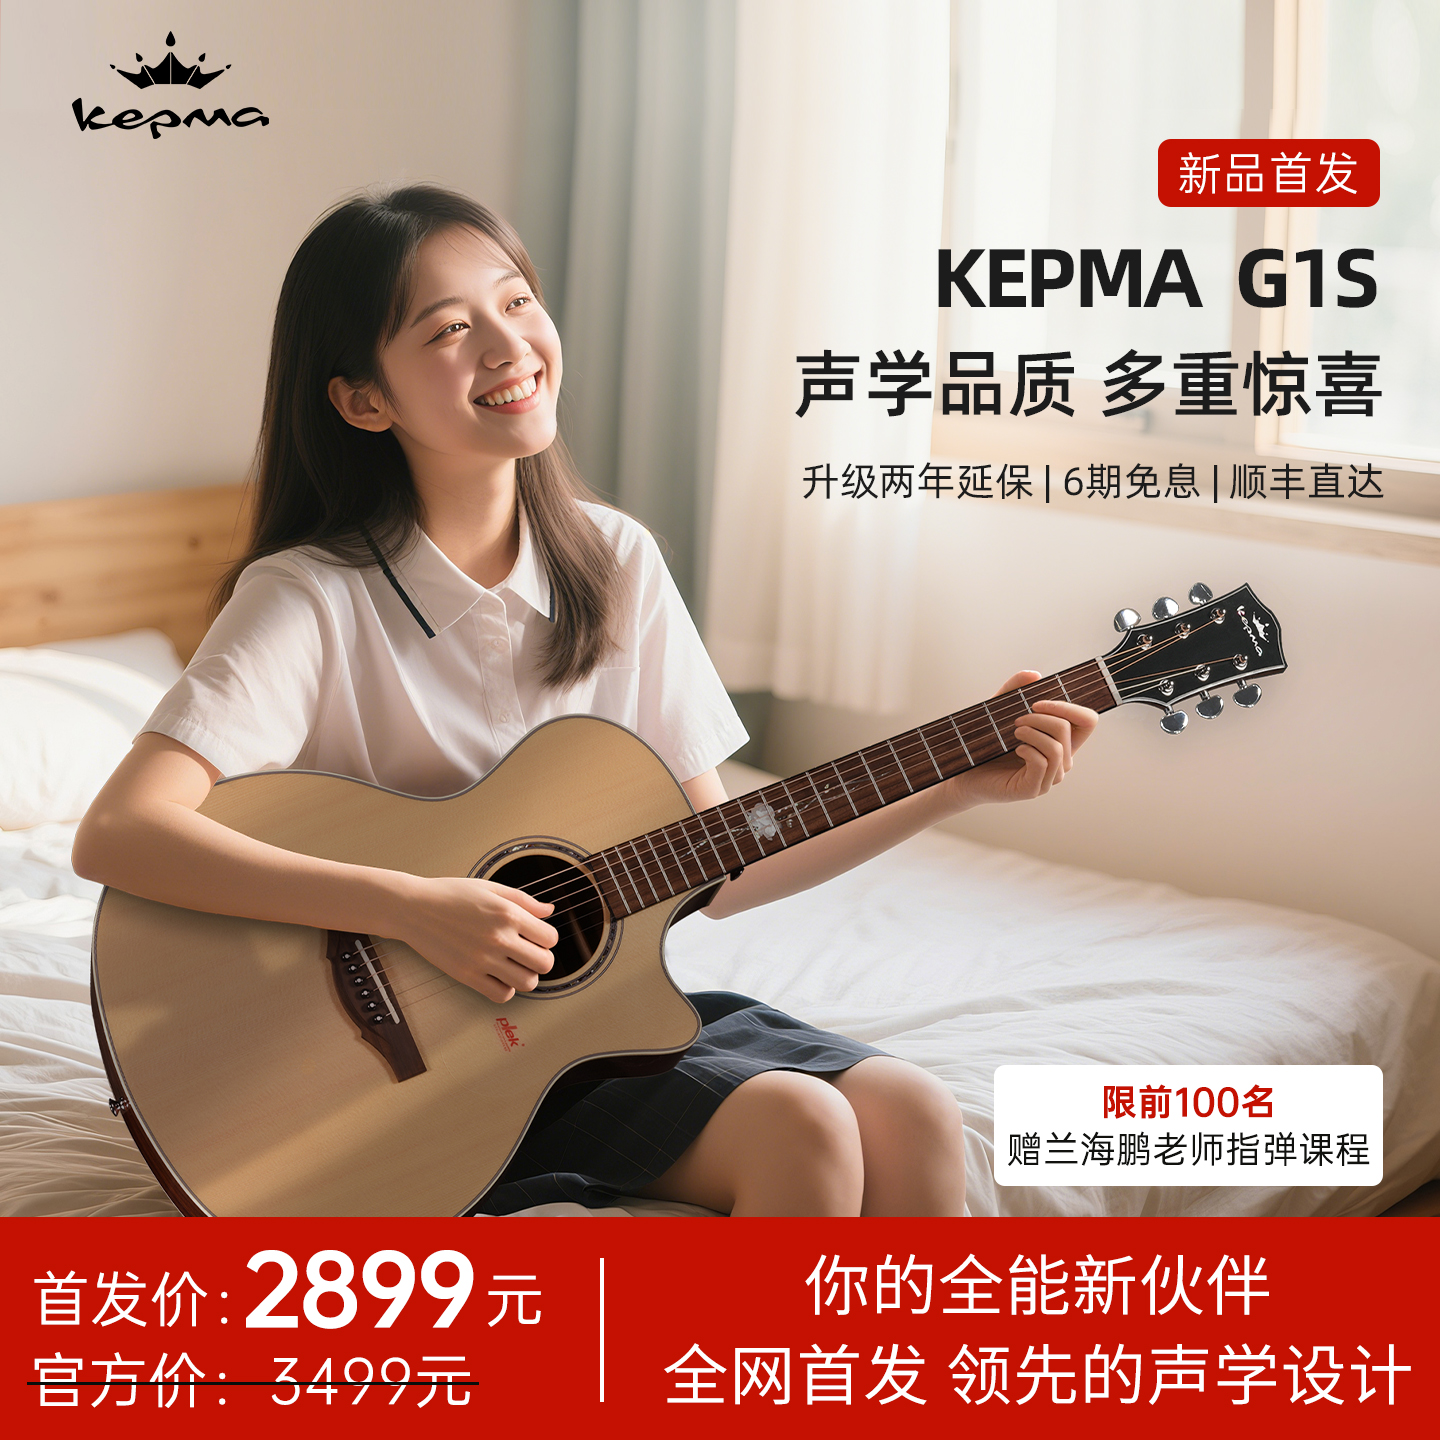 kepma
新品首发
KEPMA G1S
声学品质 多重惊喜
升级两年延保 | 6期免息 | 顺丰直达
kepma
plek
限前100名
赠兰海鹏老师指弹课程
首发价:2899元
官方价: 3499元
你的全能新伙伴
全网首发 领先的声学设计